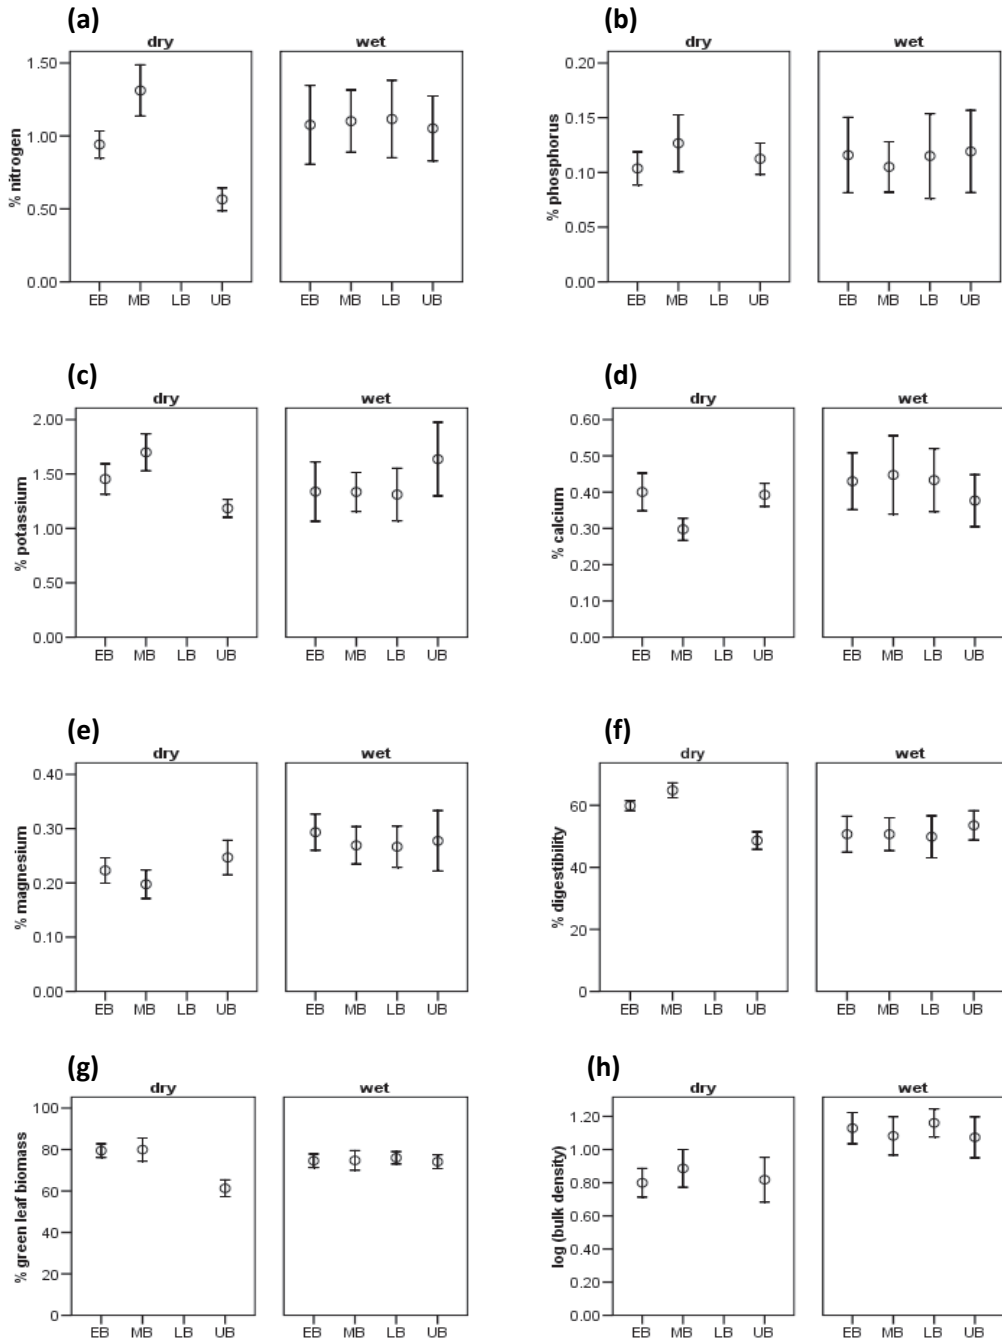 (a)
dry wet
% nitrogen
1.50
1.00
0.50
0.00
EB MB LB UB EB MB LB UB
(b)
dry wet
% phosphorus
0.20
0.15
0.10
0.05
0.00
EB MB LB UB EB MB LB UB
(c)
dry wet
% potassium
2.00
1.50
1.00
0.50
0.00
EB MB LB UB EB MB LB UB
(d)
dry wet
% calcium
0.60
0.50
0.40
0.30
0.20
0.10
0.00
EB MB LB UB EB MB LB UB
(e)
dry wet
% magnesium
0.40
0.30
0.20
0.10
0.00
EB MB LB UB EB MB LB UB
(f)
dry wet
% digestibility
60
40
20
0
EB MB LB UB EB MB LB UB
(g)
dry wet
% green leaf biomass
100
80
60
40
20
0
EB MB LB UB EB MB LB UB
(h)
dry wet
log (bulk density)
1.20
1.00
0.80
0.60
0.40
0.20
0.00
EB MB LB UB EB MB LB UB